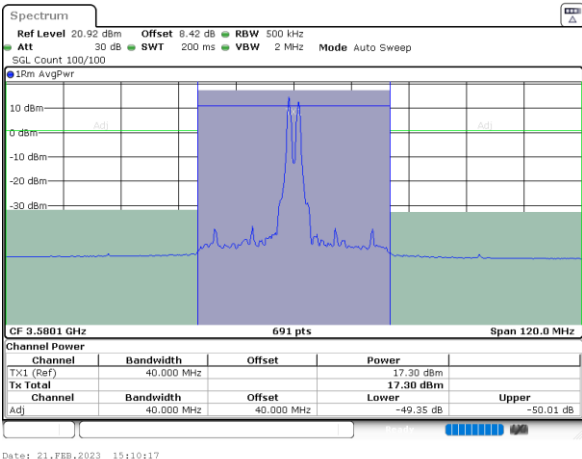 Spectrum
Ref Level 20.92 dBm Offset 8.42 dB RBW 500 kHz
Att 30 dB SWT 200 ms VBW 2 MHz Mode Auto Sweep
SGL Count 100/100
1Rm AvgPwr
10 dBm
Adj Adj
0 dBm
-10 dBm
-20 dBm
-30 dBm
CF 3.5801 GHz 691 pts Span 120.0 MHz
Channel Power
Channel Bandwidth Offset Power
TX1 (Ref) 40.000 MHz 17.30 dBm
Tx Total 17.30 dBm
Channel Bandwidth Offset Lower Upper
Adj 40.000 MHz 40.000 MHz -49.35 dB -50.01 dB
Ready
Date: 21.FEB.2023 15:10:17